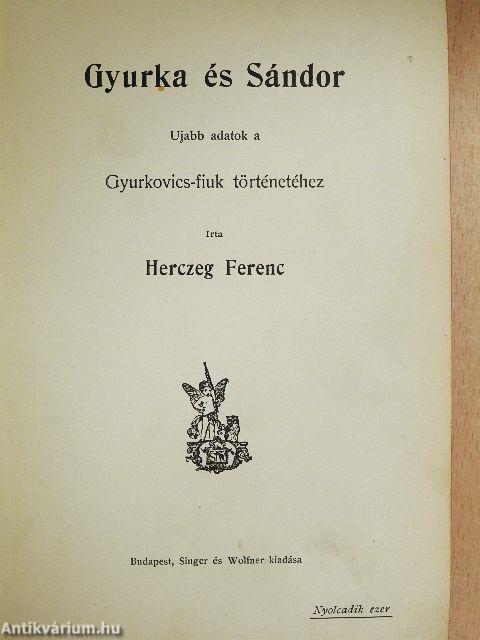 Gyurka és Sándor
Ujabb adatok a
Gyurkovics-fiuk történetéhez
Irta
Herczeg Ferenc
Budapest, Singer és Wolfner kiadása
Nyolcadik ezer
Antikvárium.hu